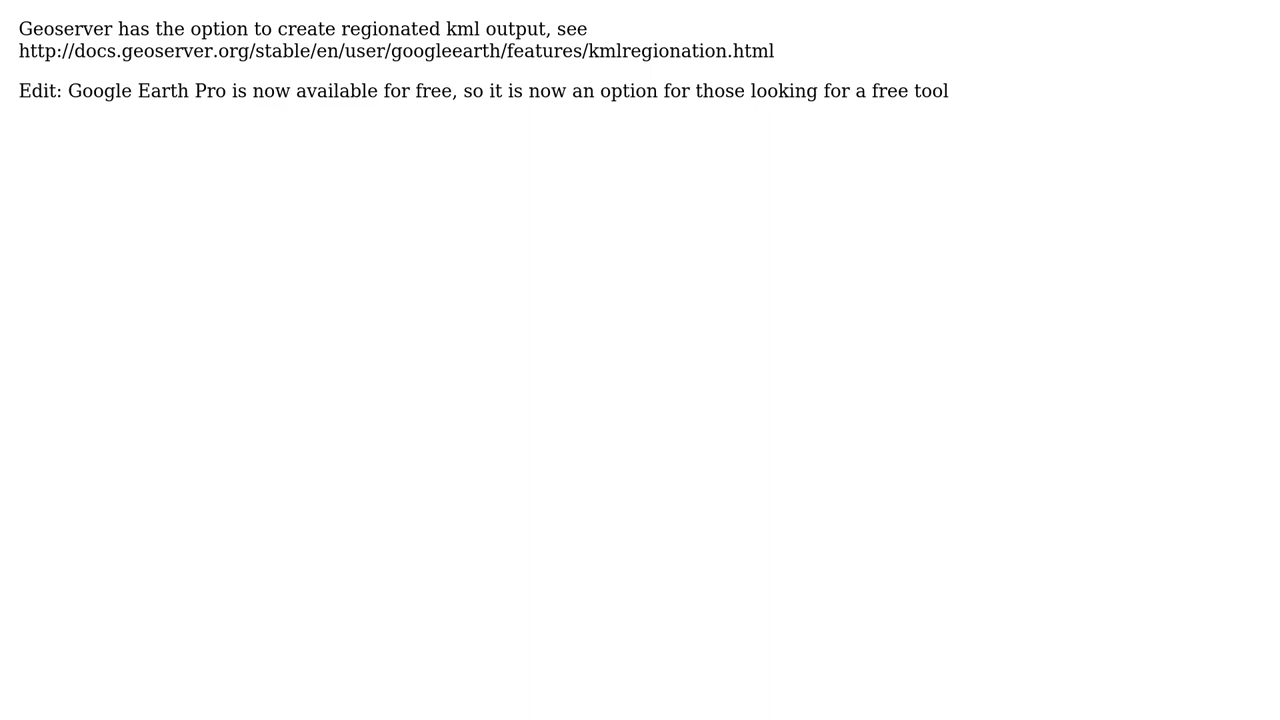 Geoserver has the option to create regionated kml output, see
http://docs.geoserver.org/stable/en/user/googleearth/features/kmlregionation.html
Edit: Google Earth Pro is now available for free, so it is now an option for those looking for a free tool